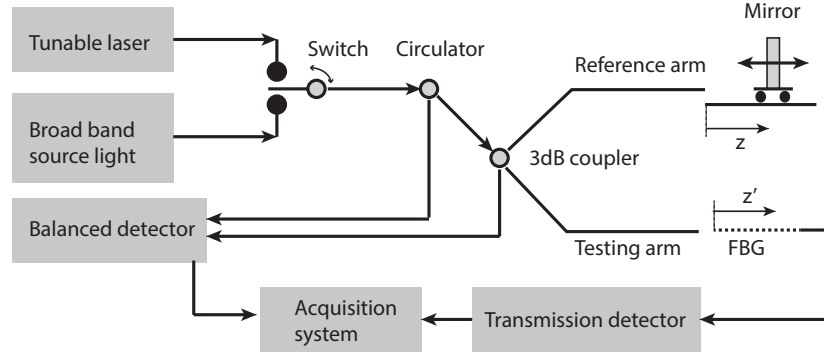 Mirror
Tunable laser
Switch
Circulator
Reference arm
Broad band
source light
3dB coupler
z
z'
Balanced detector
Testing arm
FBG
Acquisition
system
Transmission detector